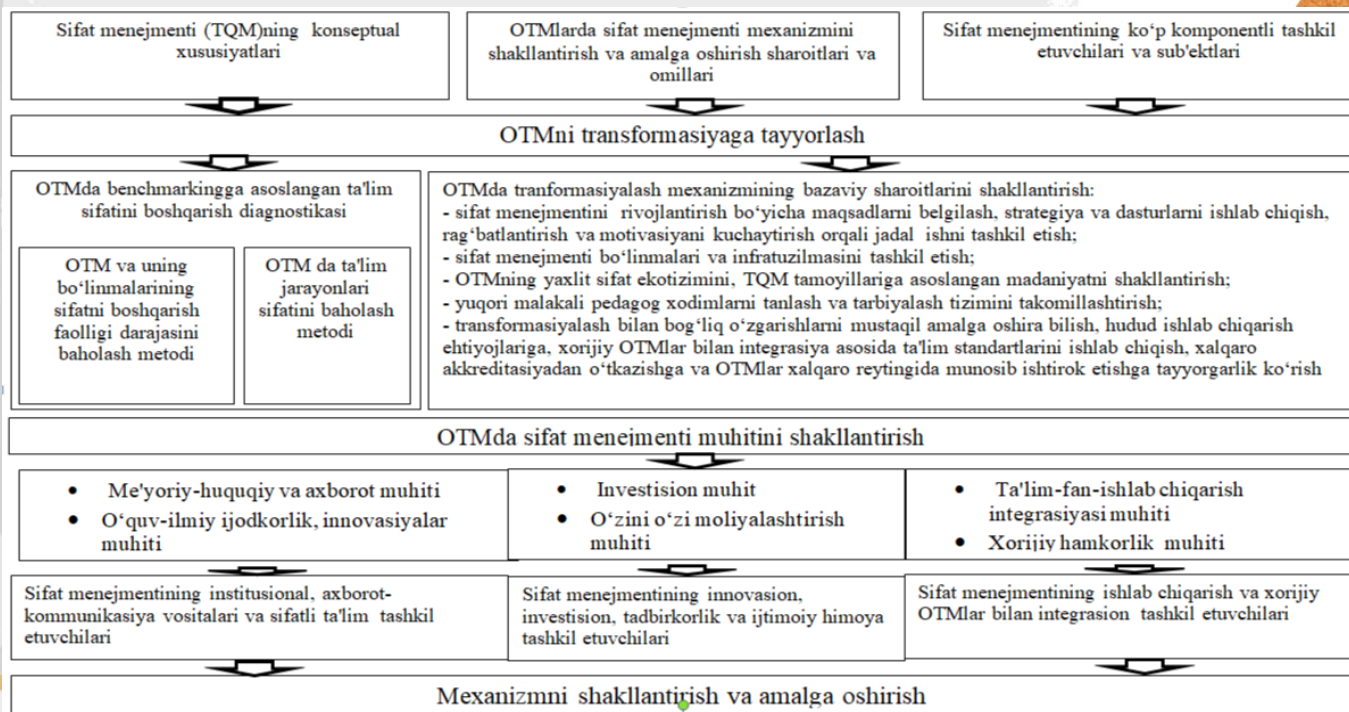 Sifat menejmenti (TQM)ning konseptual
xususiyatlari
OTMlarda sifat menejmenti mexanizmini
shakllantirish va amalga oshirish sharoitlari va
omillari
Sifat menejmentining ko‘p komponentli tashkil
etuvchilari va sub'ektlari
OTMni transformasiyaga tayyorlash
OTMda benchmarkingga asoslangan ta'lim
sifatini boshqarish diagnostikasi
OTM va uning
bo‘linmalarining
sifatni boshqarish
faolligi darajasini
baholash metodi
OTM da ta'lim
jarayonlari
sifatini baholash
metodi
OTMda tranformasiyalash mexanizmining bazaviy sharoitlarini shakllantirish:
- sifat menejmentini rivojlantirish bo‘yicha maqsadlarni belgilash, strategiya va dasturlarni ishlab chiqish,
rag‘batlantirish va motivasiyani kuchaytirish orqali jadal ishni tashkil etish;
- sifat menejmenti bo‘linmalari va infratuzilmasini tashkil etish;
- OTMning yaxlit sifat ekotizimini, TQM tamoyillariga asoslangan madaniyatni shakllantirish;
- yuqori malakali pedagog xodimlarni tanlash va tarbiyalash tizimini takomillashtirish;
- transformasiyalash bilan bog‘liq o‘zgarishlarni mustaqil amalga oshira bilish, hudud ishlab chiqarish
ehtiyojlariga, xorijiy OTMlar bilan integrasiya asosida ta'lim standartlarini ishlab chiqish, xalqaro
akkreditasiyadan o‘tkazishga va OTMlar xalqaro reytingida munosib ishtirok etishga tayyorgarlik ko‘rish
OTMda sifat menejmenti muhitini shakllantirish
• Me'yoriy-huquqiy va axborot muhiti
• O‘quv-ilmiy ijodkorlik, innovasiyalar
muhiti
• Investision muhit
• O‘zini o‘zi moliyalashtirish
muhiti
• Ta'lim-fan-ishlab chiqarish
integrasiyasi muhiti
• Xorijiy hamkorlik muhiti
Sifat menejmentining institusional, axborot-
kommunikasiya vositalari va sifatli ta'lim tashkil
etuvchilari
Sifat menejmentining innovasion,
investision, tadbirkorlik va ijtimoiy himoya
tashkil etuvchilari
Sifat menejmentining ishlab chiqarish va xorijiy
OTMlar bilan integrasion tashkil etuvchilari
Mexanizmni shakllantirish va amalga oshirish